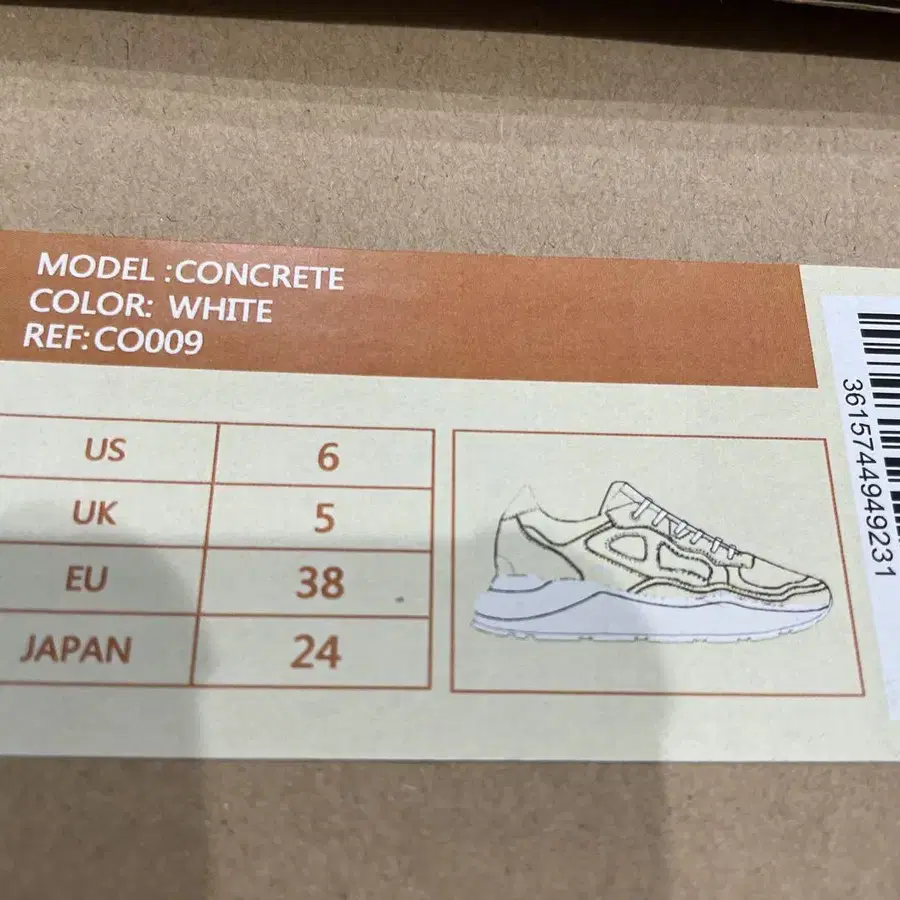 MODEL :CONCRETE
COLOR: WHITE
REF:CO009
US 6
UK 5
EU 38
JAPAN 24
3615744949231